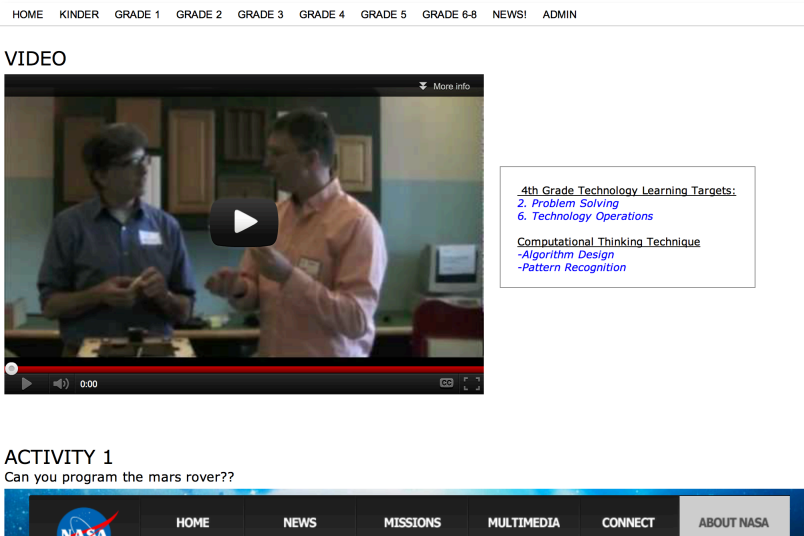 HOME KINDER GRADE 1 GRADE 2 GRADE 3 GRADE 4 GRADE 5 GRADE 6-8 NEWS! ADMIN
VIDEO
More info
0:00
CC
4th Grade Technology Learning Targets:
2. Problem Solving
6. Technology Operations
Computational Thinking Technique
-Algorithm Design
-Pattern Recognition
ACTIVITY 1
Can you program the mars rover??
NASA
HOME NEWS MISSIONS MULTIMEDIA CONNECT ABOUT NASA